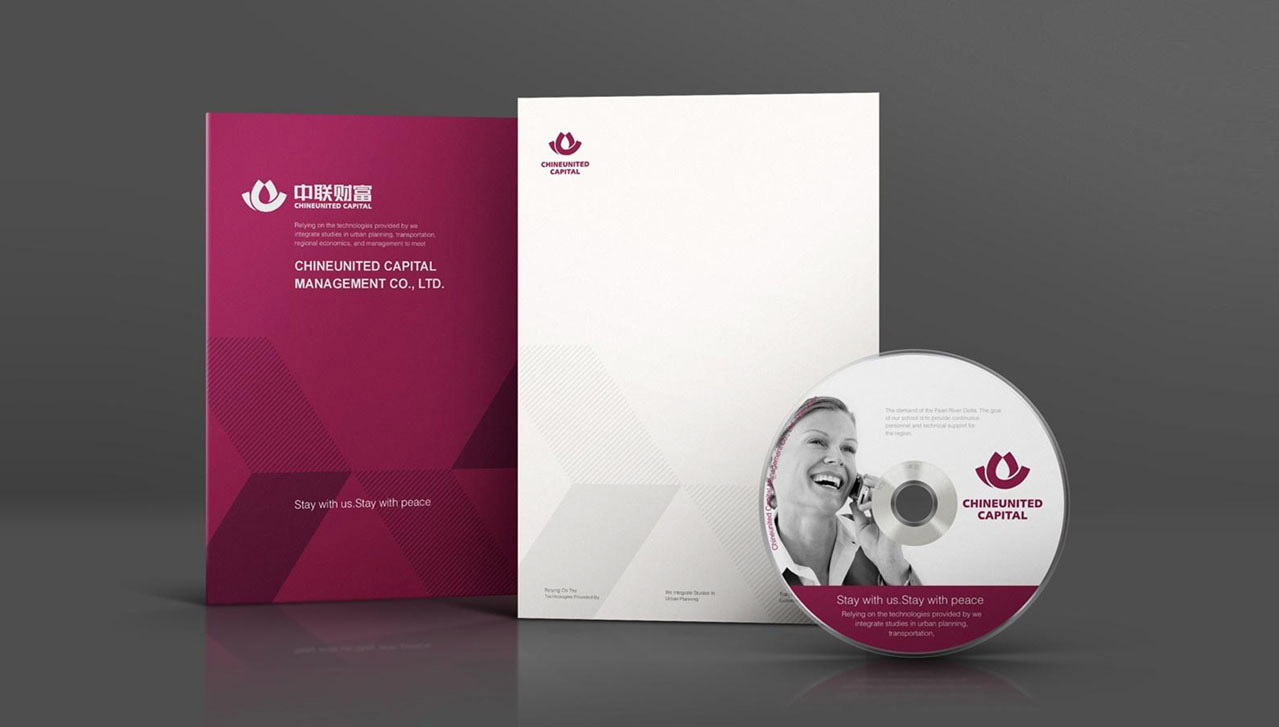 中联财富
CHINEUNITED CAPITAL
Relying on the technologies provided by we
integrate studies in urban planning, transportation,
regional economics, and management to meet
CHINEUNITED CAPITAL
MANAGEMENT CO., LTD.
Stay with us.Stay with peace
CHINEUNITED
CAPITAL
Relying On The
Technologies Provided By
We Integrate Studies In
Urban Planning
The demand of the Pearl River Delta. The goal
of our school is to provide continuous
personnel and technical support for
the region.
CHINEUNITED
CAPITAL
Chineunited Capital Management
Stay with us.Stay with peace
Relying on the technologies provided by we
integrate studies in urban planning,
transportation,